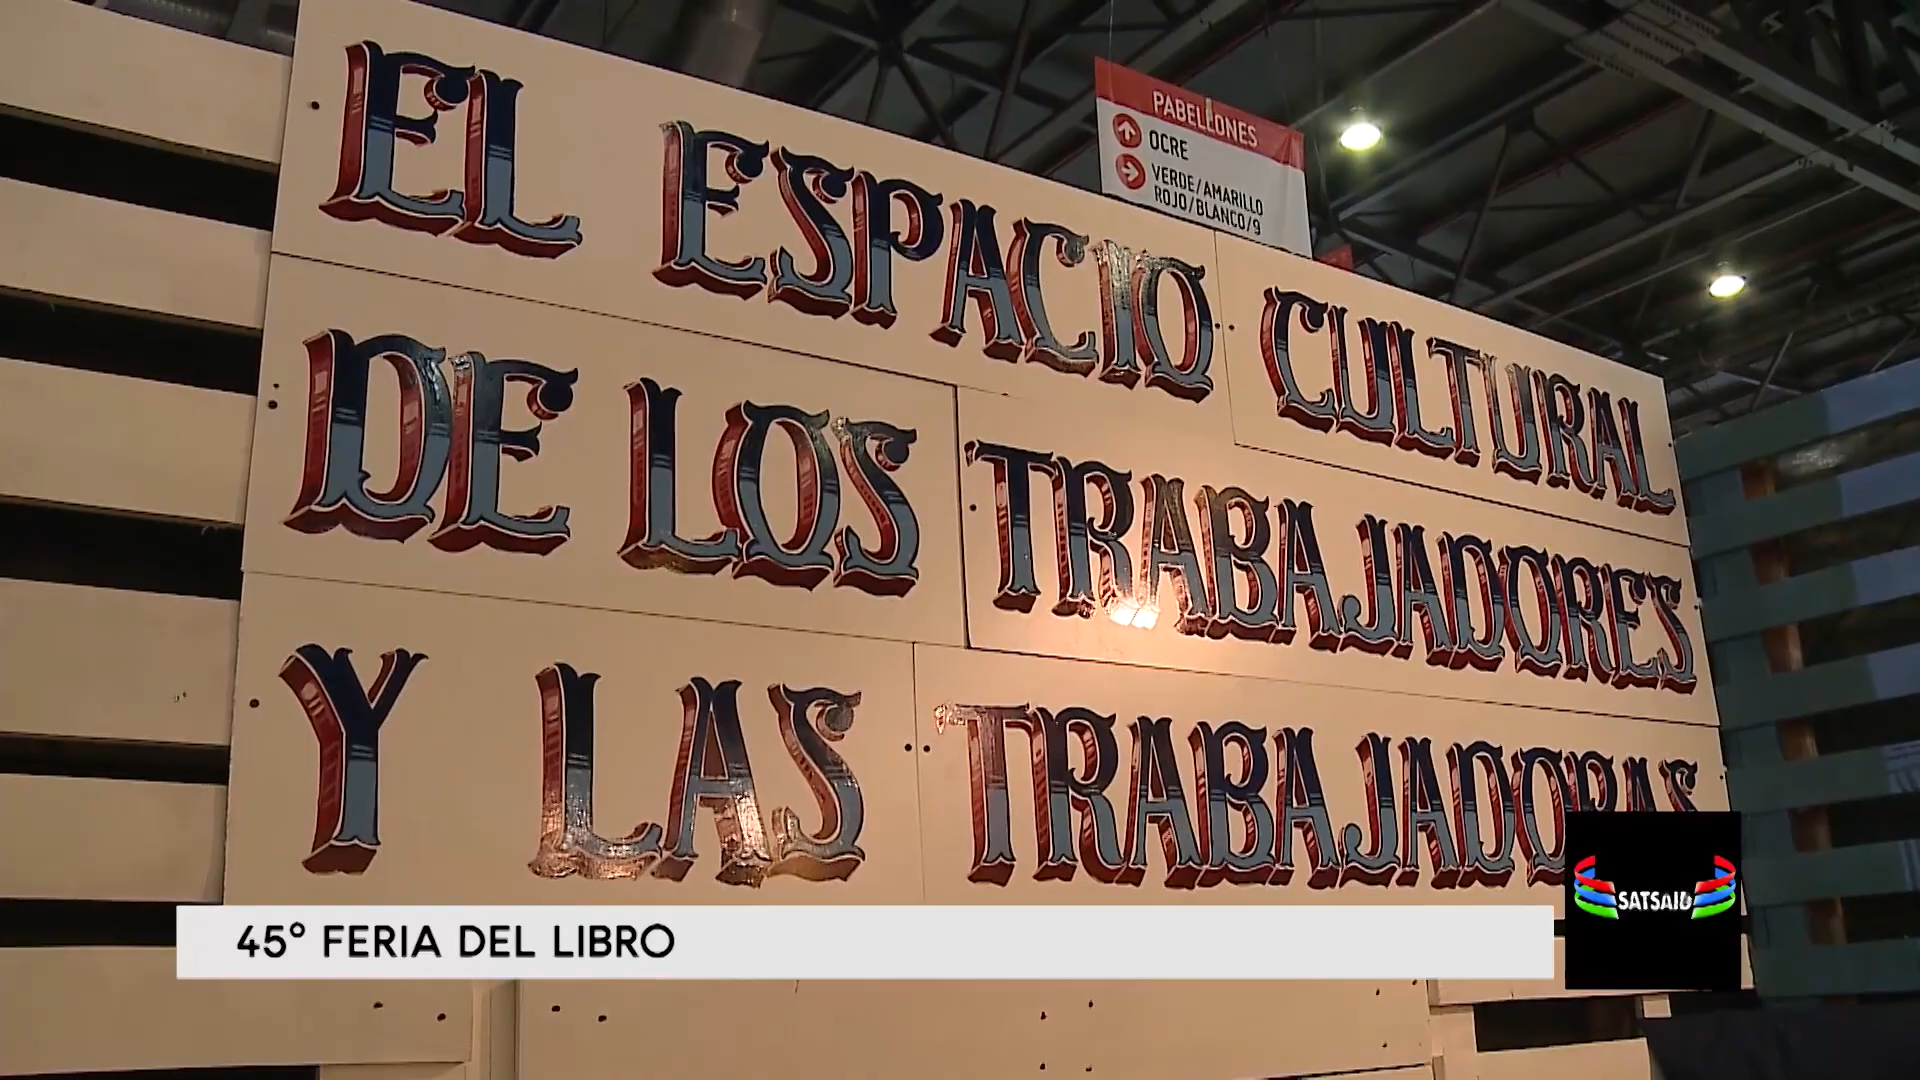 PABELLONES
OCRE
VERDE/AMARILLO
ROJO/BLANCO/9
EL ESPACIO CULTURAL
DE LOS TRABAJADORES
Y LAS TRABAJADORAS
45° FERIA DEL LIBRO
SATSAID